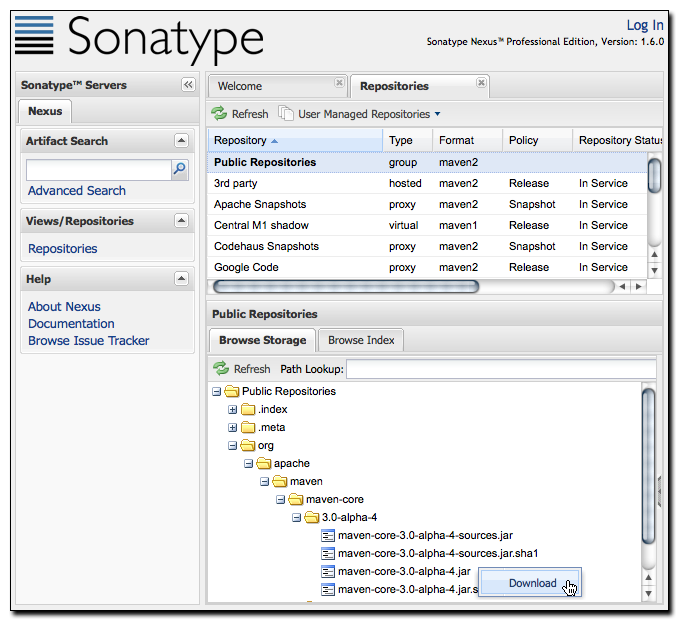 Sonatype
Log In
Sonatype Nexus™ Professional Edition, Version: 1.6.0
Sonatype™ Servers
Nexus
Artifact Search
Advanced Search
Views/Repositories
Repositories
Help
About Nexus
Documentation
Browse Issue Tracker
Welcome
Repositories
Refresh User Managed Repositories
Repository Type Format Policy Repository Status
Public Repositories group maven2
3rd party hosted maven2 Release In Service
Apache Snapshots proxy maven2 Snapshot In Service
Central M1 shadow virtual maven1 Release In Service
Codehaus Snapshots proxy maven2 Snapshot In Service
Google Code proxy maven2 Release In Service
Public Repositories
Browse Storage Browse Index
Refresh Path Lookup:
Public Repositories
.index
.meta
org
apache
maven
maven-core
3.0-alpha-4
maven-core-3.0-alpha-4-sources.jar
maven-core-3.0-alpha-4-sources.jar.sha1
maven-core-3.0-alpha-4.jar
maven-core-3.0-alpha-4.jar.s
Download